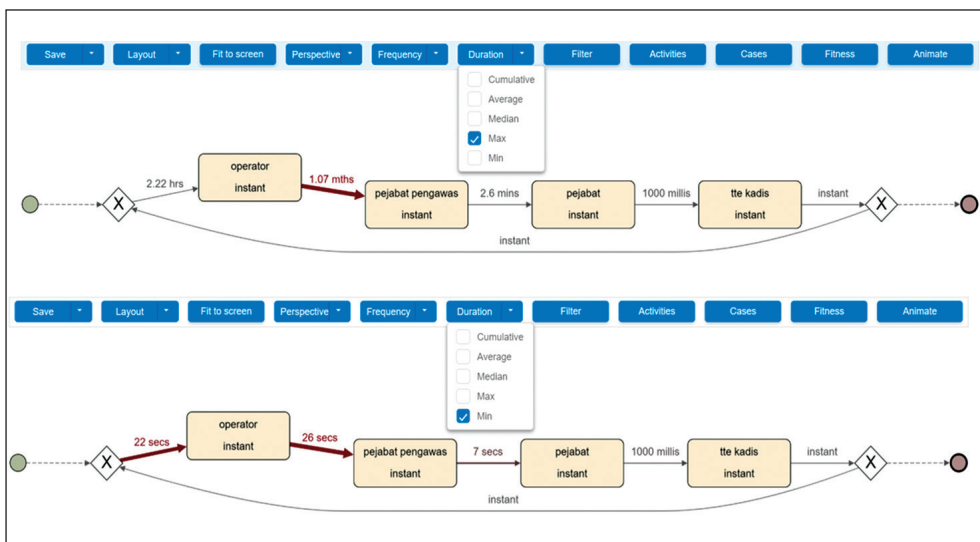 Save Layout Fit to screen Perspective Frequency Duration Filter Activities Cases Fitness Animate
Cumulative
Average
Median
Max
Min
operator
instant
2.22 hrs
1.07 mths
pejabat pengawas
instant
2.6 mins
pejabat
instant
1000 millis
tte kadis
instant
instant
X
X
instant
Save Layout Fit to screen Perspective Frequency Duration Filter Activities Cases Fitness Animate
Cumulative
Average
Median
Max
Min
operator
instant
22 secs
26 secs
pejabat pengawas
instant
7 secs
pejabat
instant
1000 millis
tte kadis
instant
instant
X
X
instant